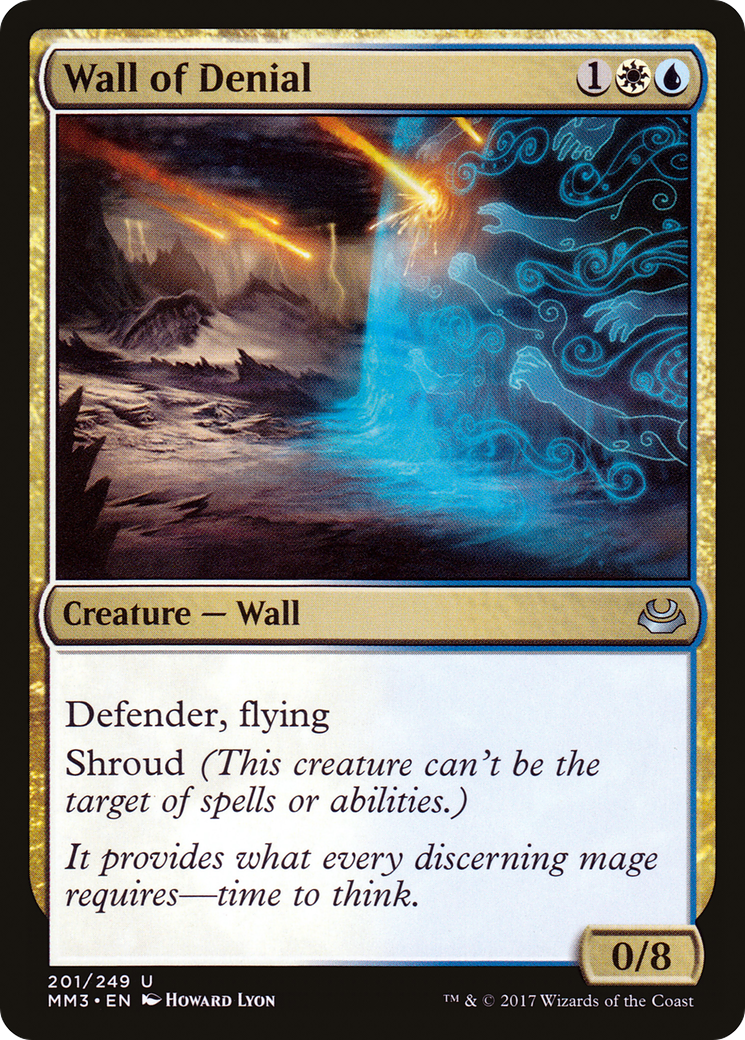 Wall of Denial 1
Creature — Wall
Defender, flying
Shroud (This creature can't be the
target of spells or abilities.)
It provides what every discerning mage
requires—time to think.
0/8
201/249 U
MM3 • EN Howard Lyon
™ & © 2017 Wizards of the Coast